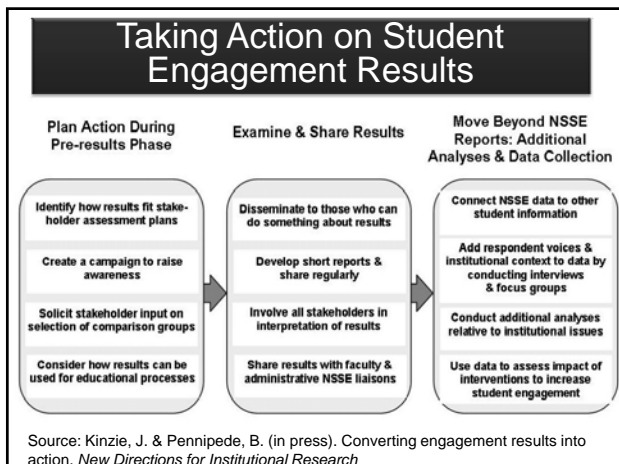 Taking Action on Student
Engagement Results
Plan Action During
Pre-results Phase
Identify how results fit stake-
holder assessment plans
Create a campaign to raise
awareness
Solicit stakeholder input on
selection of comparison groups
Consider how results can be
used for educational processes
Examine & Share Results
Disseminate to those who can
do something about results
Develop short reports &
share regularly
Involve all stakeholders in
interpretation of results
Share results with faculty &
administrative NSSE liaisons
Move Beyond NSSE
Reports: Additional
Analyses & Data Collection
Connect NSSE data to other
student information
Add respondent voices &
institutional context to data by
conducting interviews
& focus groups
Conduct additional analyses
relative to institutional issues
Use data to assess impact of
interventions to increase
student engagement
Source: Kinzie, J. & Pennipede, B. (in press). Converting engagement results into
action. New Directions for Institutional Research